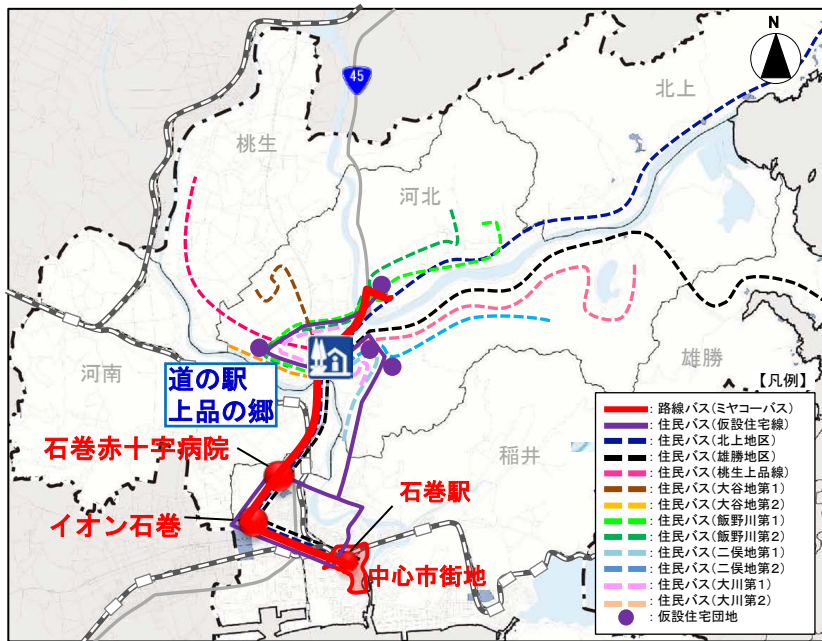 N
45
北上
桃生
河北
雄勝
河南
道の駅
上品の郷
稲井
石巻赤十字病院
石巻駅
イオン石巻
中心市街地
【凡例】
: 路線バス(ミヤコーバス)
: 住民バス(仮設住宅線)
: 住民バス(北上地区)
: 住民バス(雄勝地区)
: 住民バス(桃生上品線)
: 住民バス(大谷地第1)
: 住民バス(大谷地第2)
: 住民バス(飯野川第1)
: 住民バス(飯野川第2)
: 住民バス(二俣地第1)
: 住民バス(二俣地第2)
: 住民バス(大川第1)
: 住民バス(大川第2)
: 仮設住宅団地